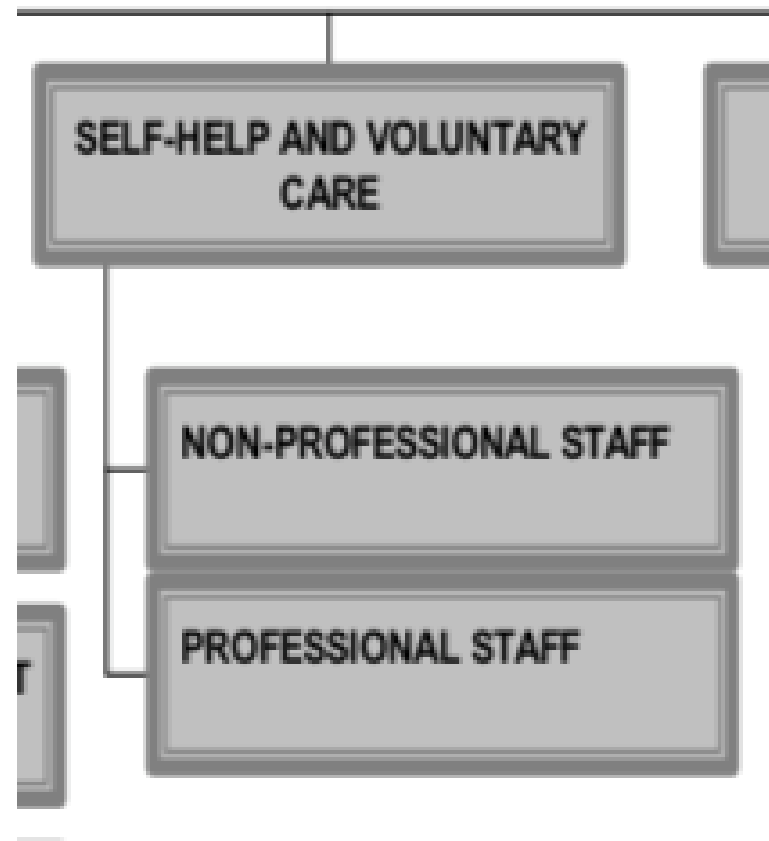 SELF-HELP AND VOLUNTARY
CARE
NON-PROFESSIONAL STAFF
PROFESSIONAL STAFF
T